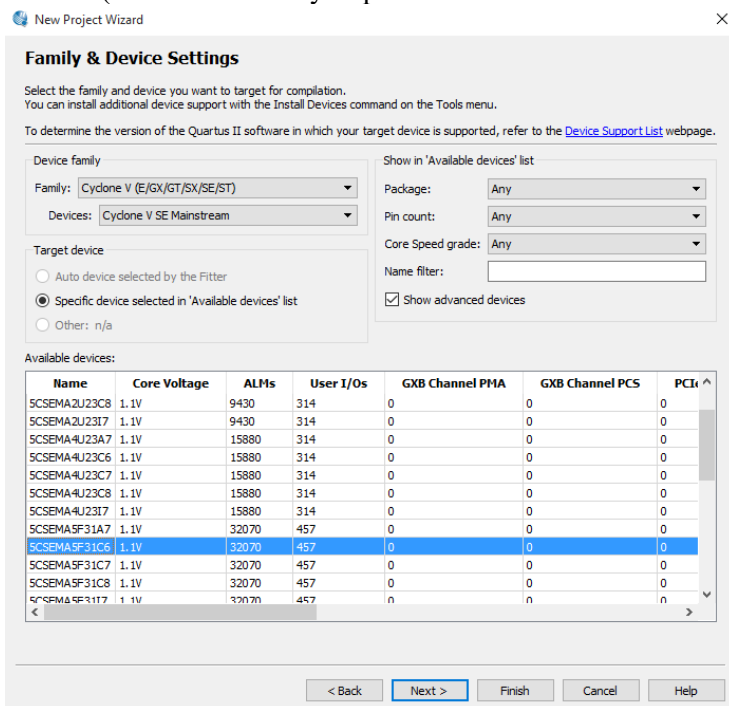 New Project Wizard
Family & Device Settings
Select the family and device you want to target for compilation.
You can install additional device support with the Install Devices command on the Tools menu.
To determine the version of the Quartus II software in which your target device is supported, refer to the Device Support List webpage.
Device family
Family: Cyclone V (E/GX/GT/SX/SE/ST)
Devices: Cyclone V SE Mainstream
Target device
Auto device selected by the Fitter
Specific device selected in 'Available devices' list
Other: n/a
Show in 'Available devices' list
Package: Any
Pin count: Any
Core Speed grade: Any
Name filter:
Show advanced devices
Available devices:
Name Core Voltage ALMs User I/Os GXB Channel PMA GXB Channel PCS
5CSEMA2U23C8 1.1V 9430 314 0 0 0
5CSEMA2U23I7 1.1V 9430 314 0 0 0
5CSEMA4U23A7 1.1V 15880 314 0 0 0
5CSEMA4U23C6 1.1V 15880 314 0 0 0
5CSEMA4U23C7 1.1V 15880 314 0 0 0
5CSEMA4U23C8 1.1V 15880 314 0 0 0
5CSEMA4U23I7 1.1V 15880 314 0 0 0
5CSEMA5F31A7 1.1V 32070 457 0 0 0
5CSEMA5F31C6 1.1V 32070 457 0 0 0
5CSEMA5F31C7 1.1V 32070 457 0 0 0
5CSEMA5F31C8 1.1V 32070 457 0 0 0
5CSEMA5F31I7 1.1V 32070 457 0 0 0
< Back Next > Finish Cancel Help